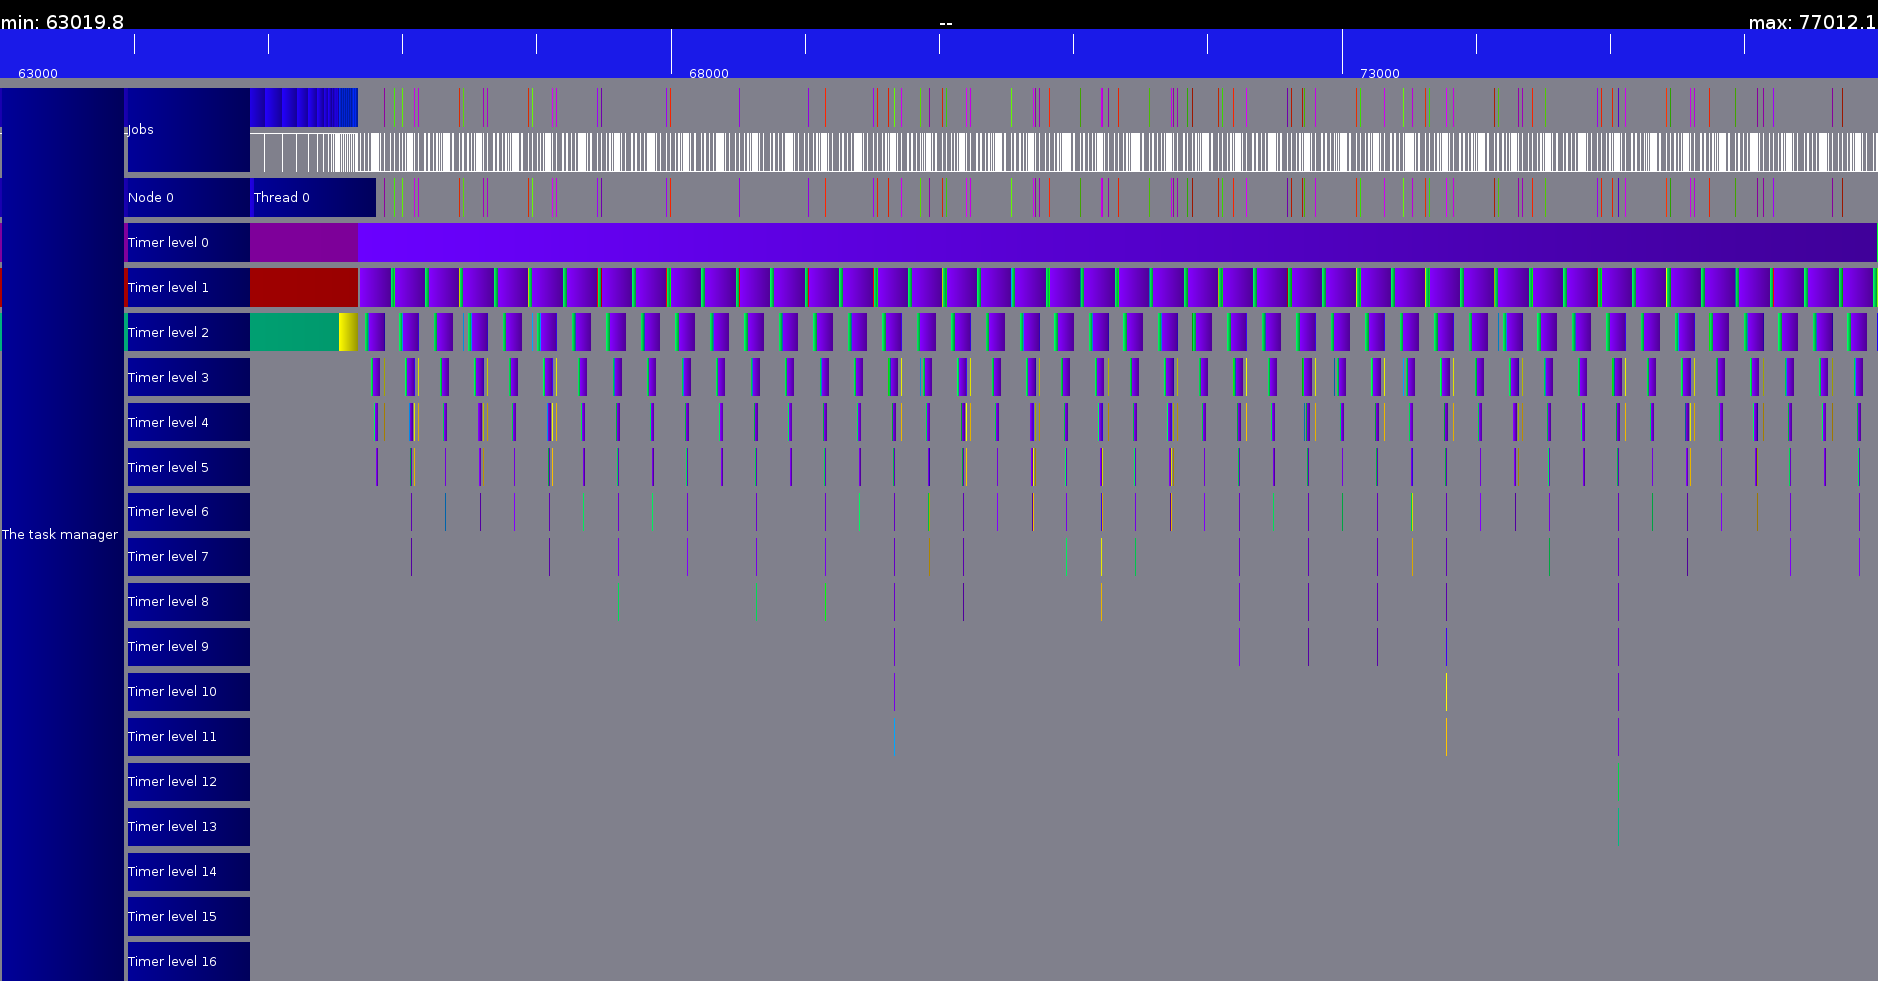 min: 63019.8
--
max: 77012.1
63000
68000
73000
The task manager
Jobs
Node 0
Thread 0
Timer level 0
Timer level 1
Timer level 2
Timer level 3
Timer level 4
Timer level 5
Timer level 6
Timer level 7
Timer level 8
Timer level 9
Timer level 10
Timer level 11
Timer level 12
Timer level 13
Timer level 14
Timer level 15
Timer level 16